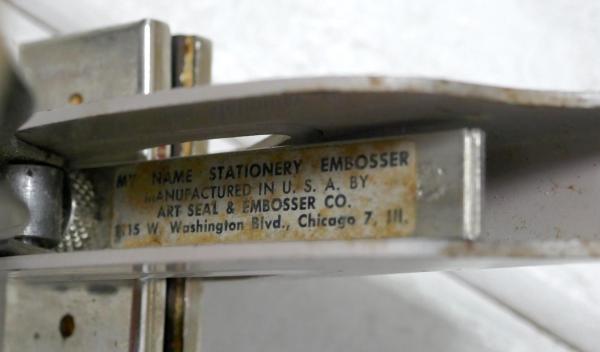 MY NAME STATIONERY EMBOSSER
MANUFACTURED IN U. S. A. BY
ART SEAL & EMBOSSER CO.
W. Washington Blvd., Chicago 7, Ill.